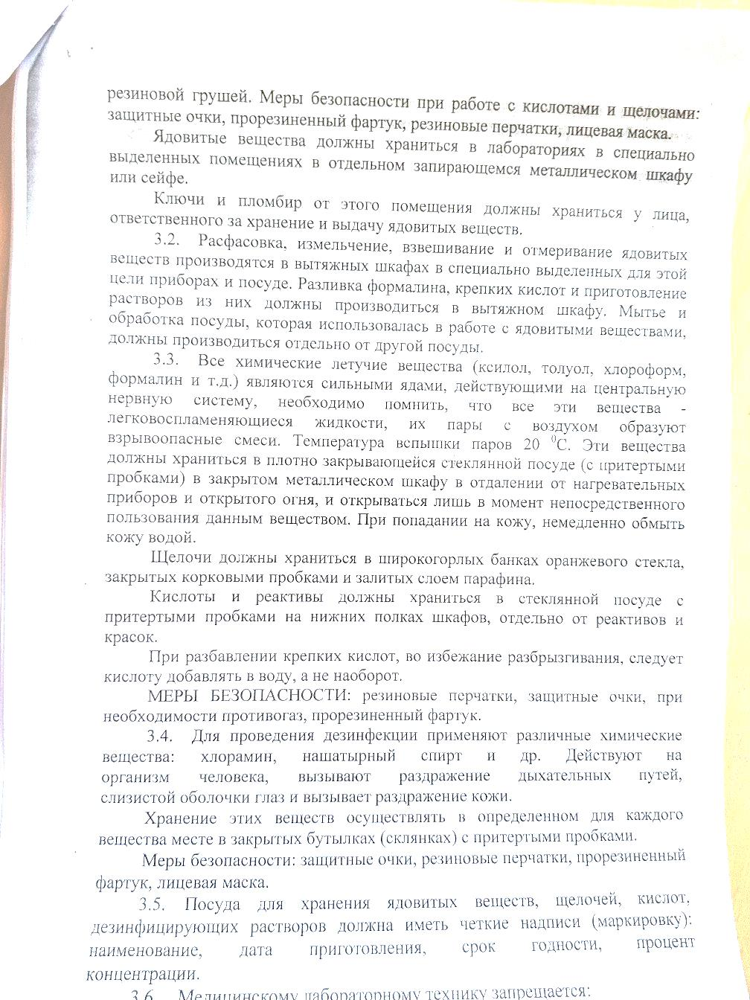 резиновой грушей. Меры безопасности при работе с кислотами и щелочами:
защитные очки, прорезиненный фартук, резиновые перчатки, лицевая маска.
Ядовитые вещества должны храниться в лабораториях в специально
выделенных помещениях в отдельном запирающемся металлическом шкафу
или сейфе.
Ключи и пломбир от этого помещения должны храниться у лица,
ответственного за хранение и выдачу ядовитых веществ.
3.2. Расфасовка, измельчение, взвешивание и отмеривание ядовитых
веществ производятся в вытяжных шкафах в специально выделенных для этой
цели приборах и посуде. Разливка формалина, крепких кислот и приготовление
растворов из них должны производиться в вытяжном шкафу. Мытье и
обработка посуды, которая использовалась в работе с ядовитыми веществами,
должны производиться отдельно от другой посуды.
3.3. Все химические летучие вещества (ксилол, толуол, хлороформ,
формалин и т.д.) являются сильными ядами, действующими на центральную
нервную систему, необходимо помнить, что все эти вещества -
легковоспламеняющиеся жидкости, их пары с воздухом образуют
взрывоопасные смеси. Температура вспышки паров 20 ⁰С. Эти вещества
должны храниться в плотно закрывающейся стеклянной посуде (с притертыми
пробками) в закрытом металлическом шкафу в отдалении от нагревательных
приборов и открытого огня, и открываться лишь в момент непосредственного
пользования данным веществом. При попадании на кожу, немедленно обмыть
кожу водой.
Щелочи должны храниться в широкогорлых банках оранжевого стекла,
закрытых корковыми пробками и залитых слоем парафина.
Кислоты и реактивы должны храниться в стеклянной посуде с
притертыми пробками на нижних полках шкафов, отдельно от реактивов и
красок.
При разбавлении крепких кислот, во избежание разбрызгивания, следует
кислоту добавлять в воду, а не наоборот.
МЕРЫ БЕЗОПАСНОСТИ: резиновые перчатки, защитные очки, при
необходимости противогаз, прорезиненный фартук.
3.4. Для проведения дезинфекции применяют различные химические
вещества: хлорамин, нашатырный спирт и др. Действуют на
организм человека, вызывают раздражение дыхательных путей,
слизистой оболочки глаз и вызывает раздражение кожи.
Хранение этих веществ осуществлять в определенном для каждого
вещества месте в закрытых бутылках (склянках) с притертыми пробками.
Меры безопасности: защитные очки, резиновые перчатки, прорезиненный
фартук, лицевая маска.
3.5. Посуда для хранения ядовитых веществ, щелочей, кислот,
дезинфицирующих растворов должна иметь четкие надписи (маркировку):
наименование, дата приготовления, срок годности, процент
концентрации.
3.6. Медицинскому лабораторному технику запрещается: